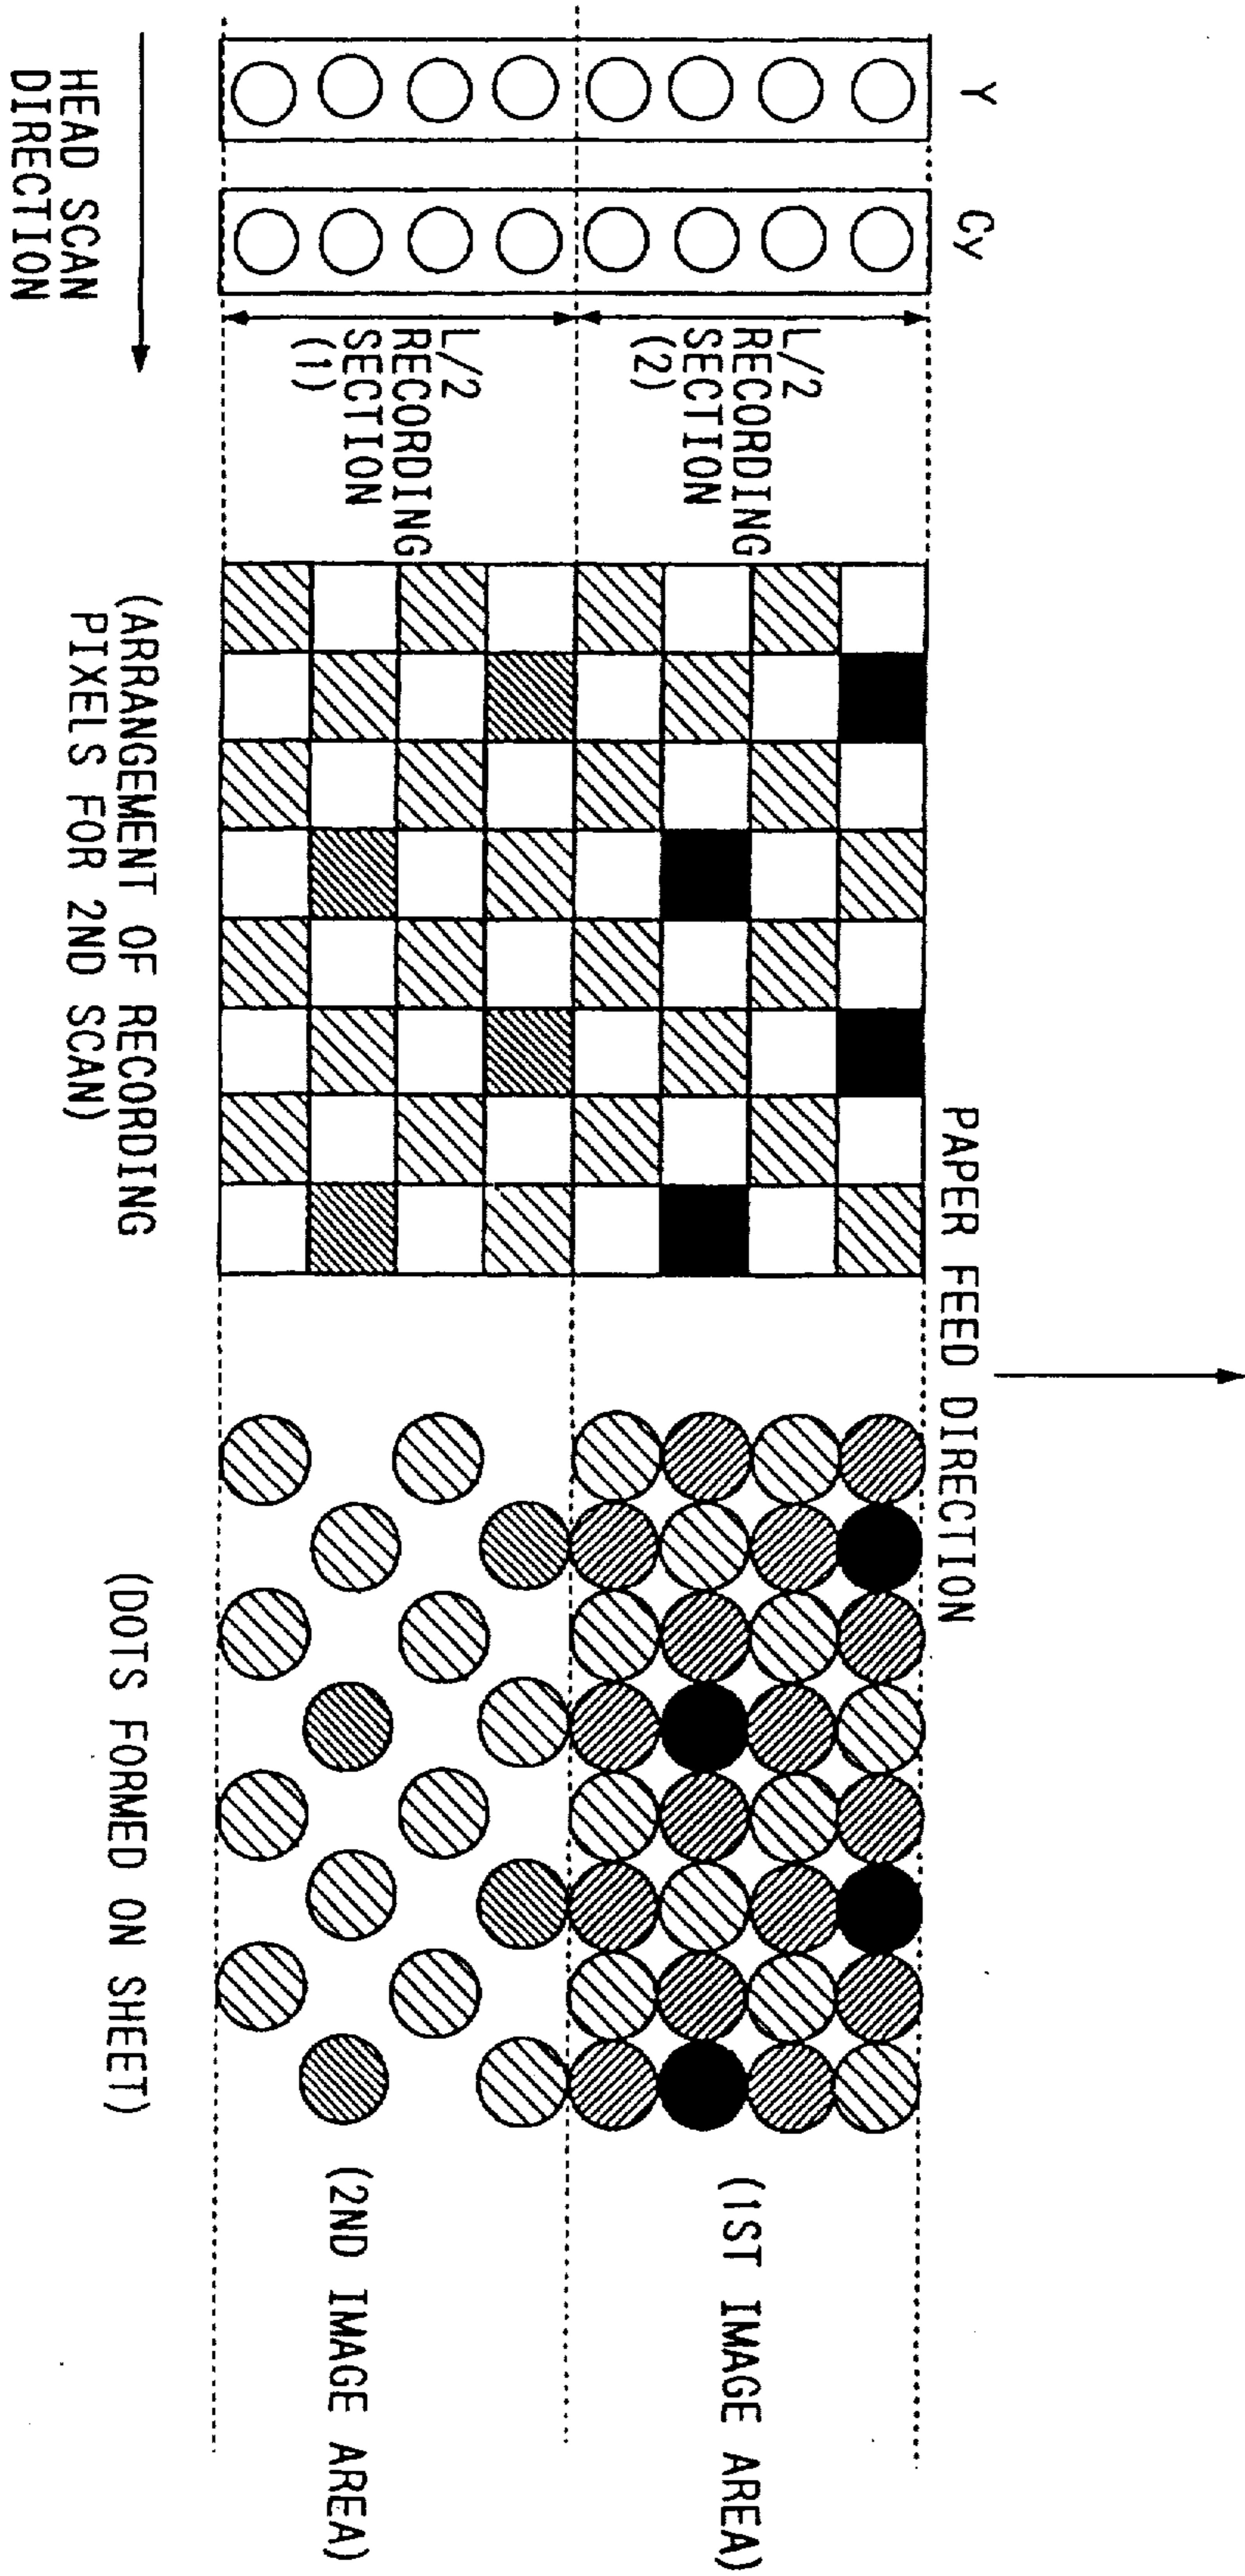 Y
Cy
HEAD SCAN
DIRECTION
L/2
RECORDING
SECTION
(2)
L/2
RECORDING
SECTION
(1)
PAPER FEED DIRECTION
(ARRANGEMENT OF RECORDING
PIXELS FOR 2ND SCAN)
(DOTS FORMED ON SHEET)
(1ST IMAGE AREA)
(2ND IMAGE AREA)